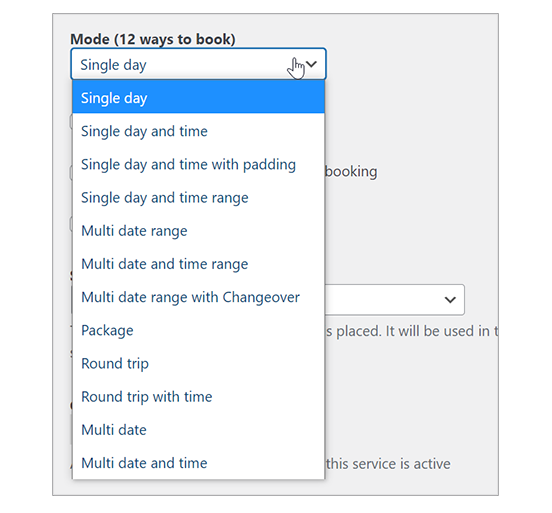 Mode (12 ways to book)
Single day
Single day
Single day and time
Single day and time with padding
booking
Single day and time range
Multi date range
Multi date and time range
Multi date range with Changeover
Package
s placed. It will be used in t
Round trip
Round trip with time
Multi date
Multi date and time
this service is active